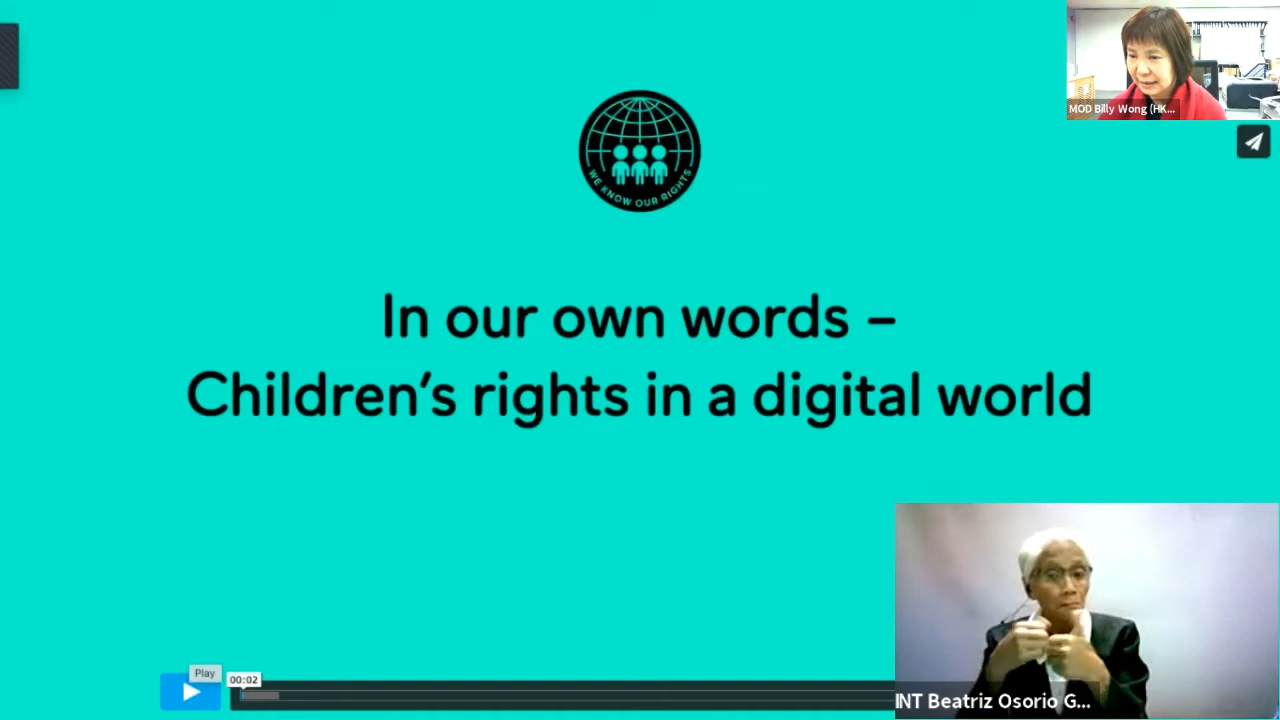 MOD Billy Wong (HK...
WE KNOW OUR RIGHTS
In our own words –
Children's rights in a digital world
Play
00:02
INT Beatriz Osorio G...